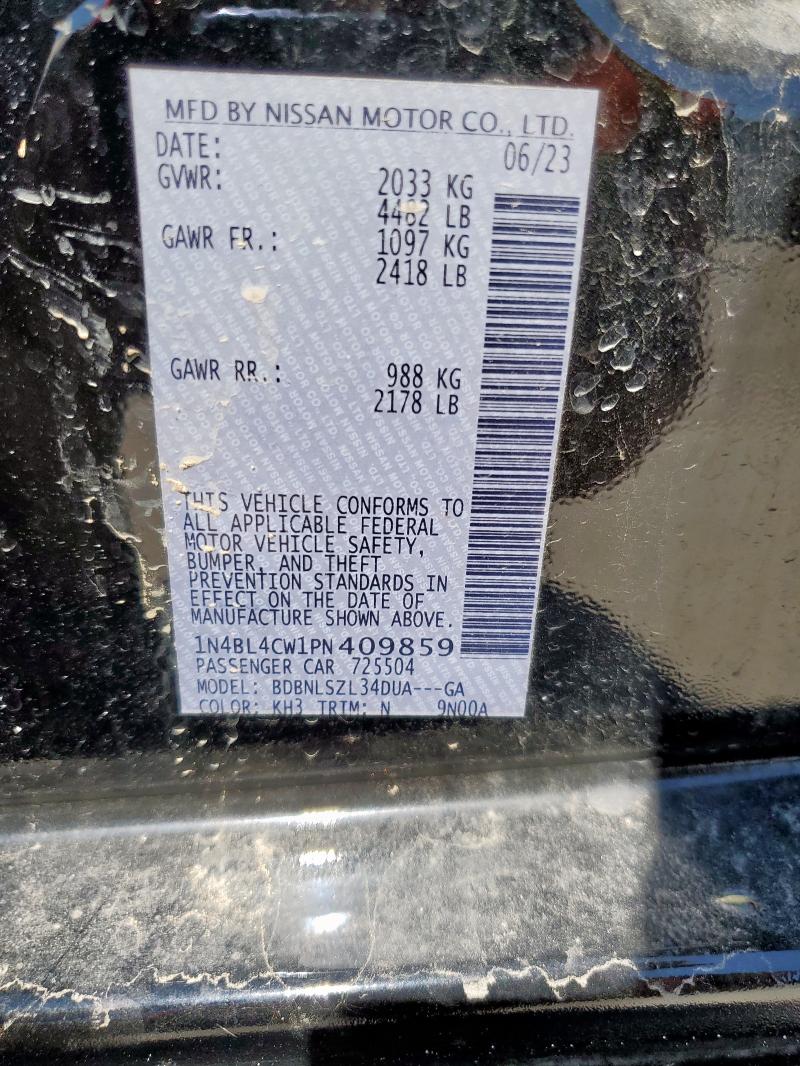 MFD BY NISSAN MOTOR CO., LTD.
DATE: 06/23
GVWR: 2033 KG
4482 LB
GAWR FR.: 1097 KG
2418 LB
GAWR RR.: 988 KG
2178 LB
THIS VEHICLE CONFORMS TO
ALL APPLICABLE FEDERAL
MOTOR VEHICLE SAFETY,
BUMPER, AND THEFT
PREVENTION STANDARDS IN
EFFECT ON THE DATE OF
MANUFACTURE SHOWN ABOVE.
1N4BL4CW1PN409859
PASSENGER CAR 725504
MODEL: BDBNLSZL34DUA---GA
COLOR: KH3 TRIM: N 9N00A